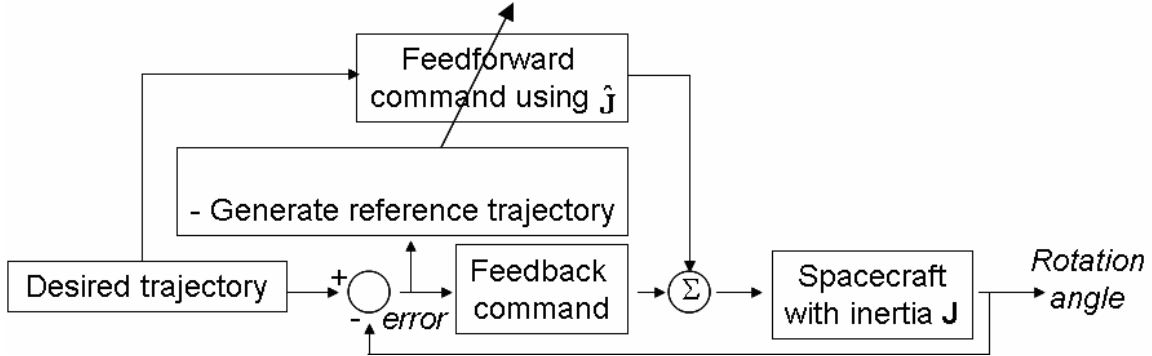 Feedforward
command using Ĵ
- Generate reference trajectory
Desired trajectory
+
-
error
Feedback
command
Σ
Spacecraft
with inertia J
Rotation
angle